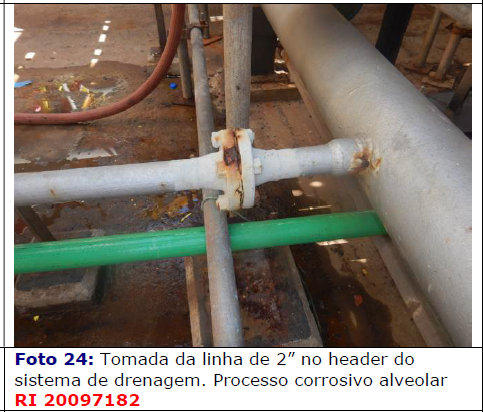 Foto 24: Tomada da linha de 2” no header do
sistema de drenagem. Processo corrosivo alveolar
RI 20097182